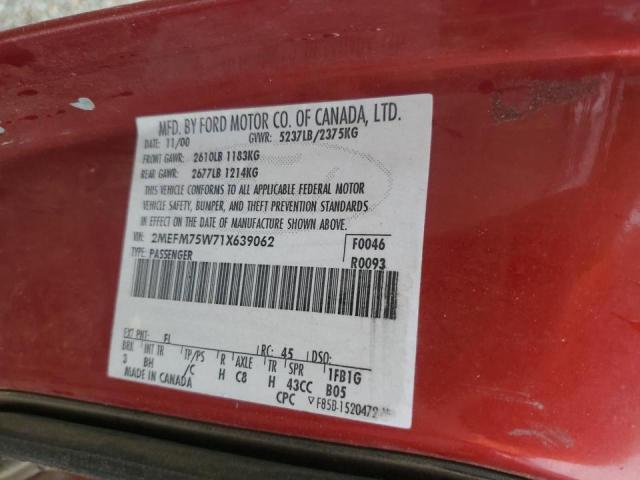 MFD. BY FORD MOTOR CO. OF CANADA, LTD.
DATE: 11/00 GVWR: 5237LB/2375KG
FRONT GAWR: 2610LB 1183KG
REAR GAWR: 2677LB 1214KG
THIS VEHICLE CONFORMS TO ALL APPLICABLE FEDERAL MOTOR
VEHICLE SAFETY, BUMPER, AND THEFT PREVENTION STANDARDS
IN EFFECT ON THE DATE OF MANUFACTURE SHOWN ABOVE.
VIN: 2MEFM75W71X639062 F0046
TYPE: PASSENGER R0093
EXT PNT: FL RC: 45 DSO:
BRK INT TR TP/PS R AXLE TR SPR 1FB1G
3 BH /C H C8 H 43CC B05
MADE IN CANADA CPC